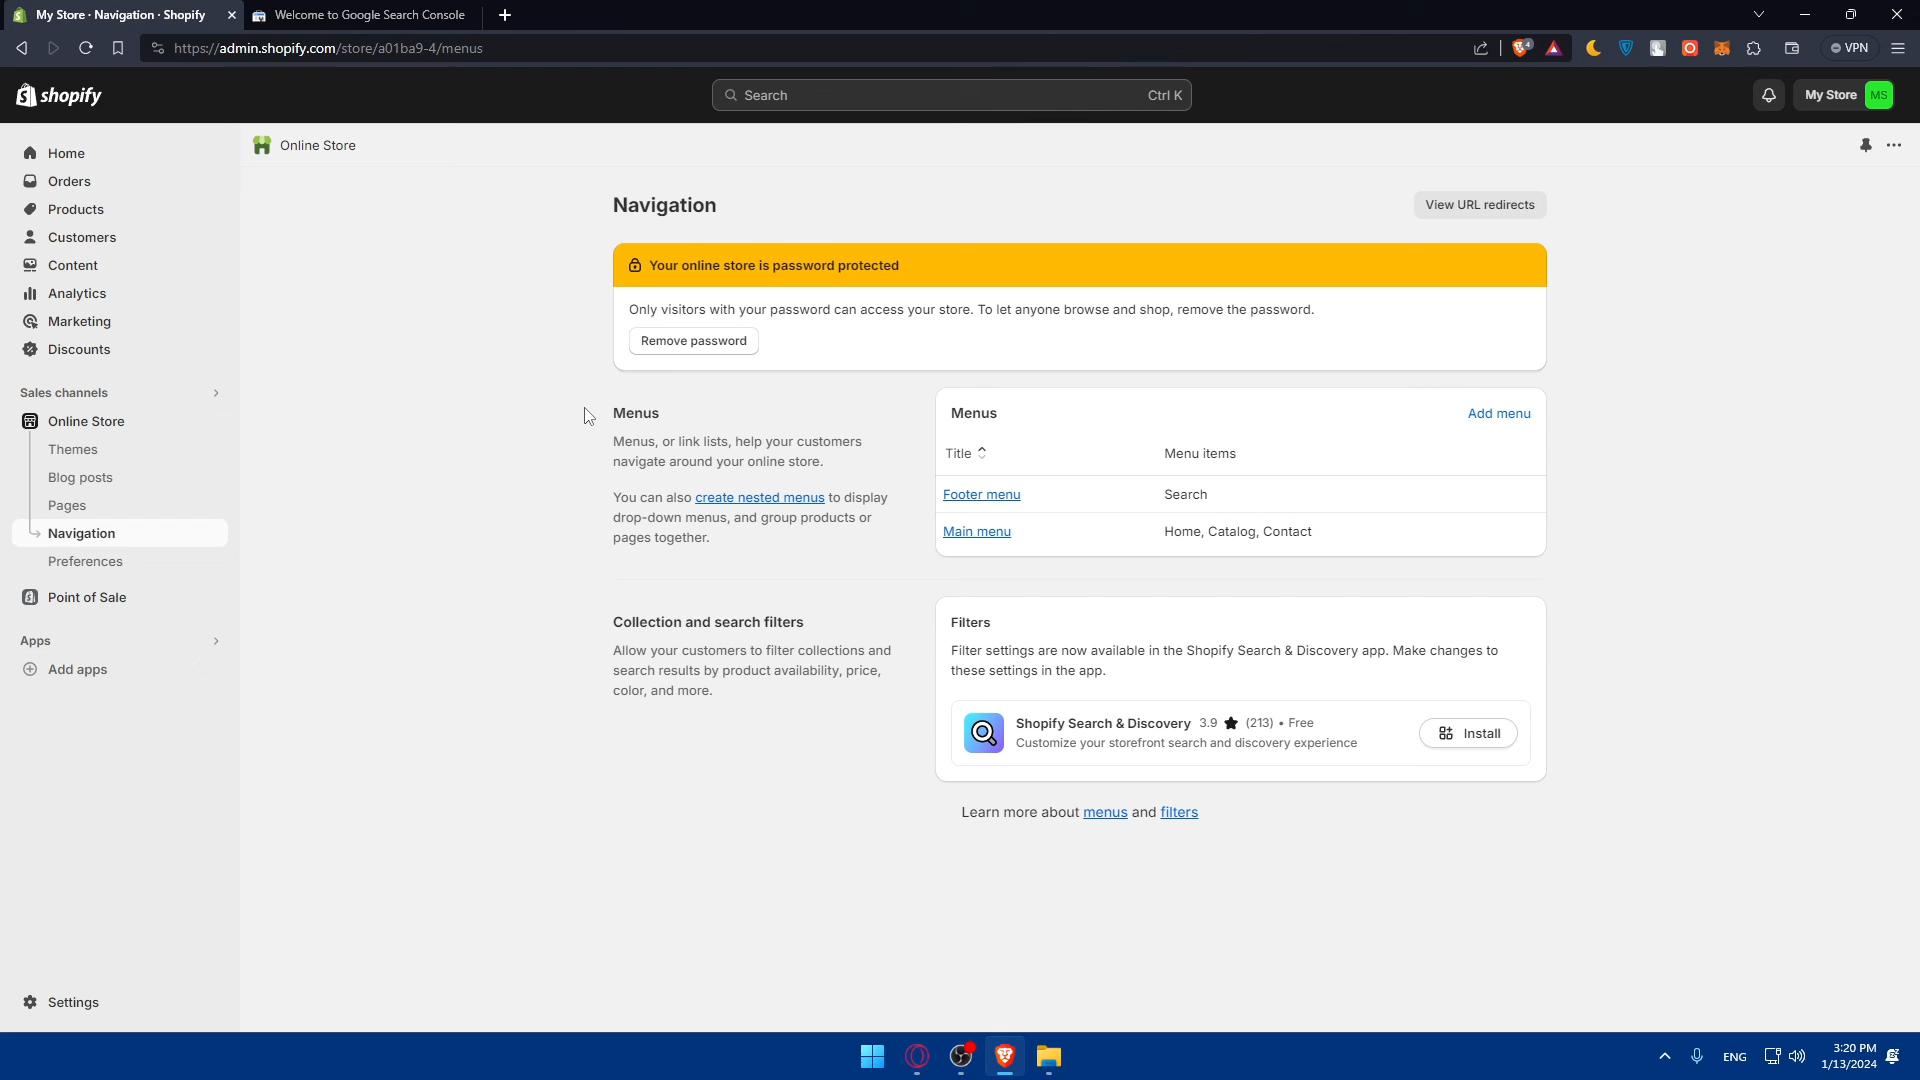 My Store · Navigation · Shopify
Welcome to Google Search Console
https://admin.shopify.com/store/a01ba9-4/menus
4
VPN
shopify
Search
Ctrl K
My Store
MS
Home
Orders
Products
Customers
Content
Analytics
Marketing
Discounts
Sales channels
Online Store
Themes
Blog posts
Pages
Navigation
Preferences
Point of Sale
Apps
Add apps
Settings
Online Store
Navigation
View URL redirects
Your online store is password protected
Only visitors with your password can access your store. To let anyone browse and shop, remove the password.
Remove password
Menus
Menus, or link lists, help your customers
navigate around your online store.
You can also create nested menus to display
drop-down menus, and group products or
pages together.
Menus
Add menu
Title
Menu items
Footer menu
Search
Main menu
Home, Catalog, Contact
Collection and search filters
Allow your customers to filter collections and
search results by product availability, price,
color, and more.
Filters
Filter settings are now available in the Shopify Search & Discovery app. Make changes to
these settings in the app.
Shopify Search & Discovery 3.9 ★ (213) • Free
Customize your storefront search and discovery experience
Install
Learn more about menus and filters
ENG
3:20 PM
1/13/2024